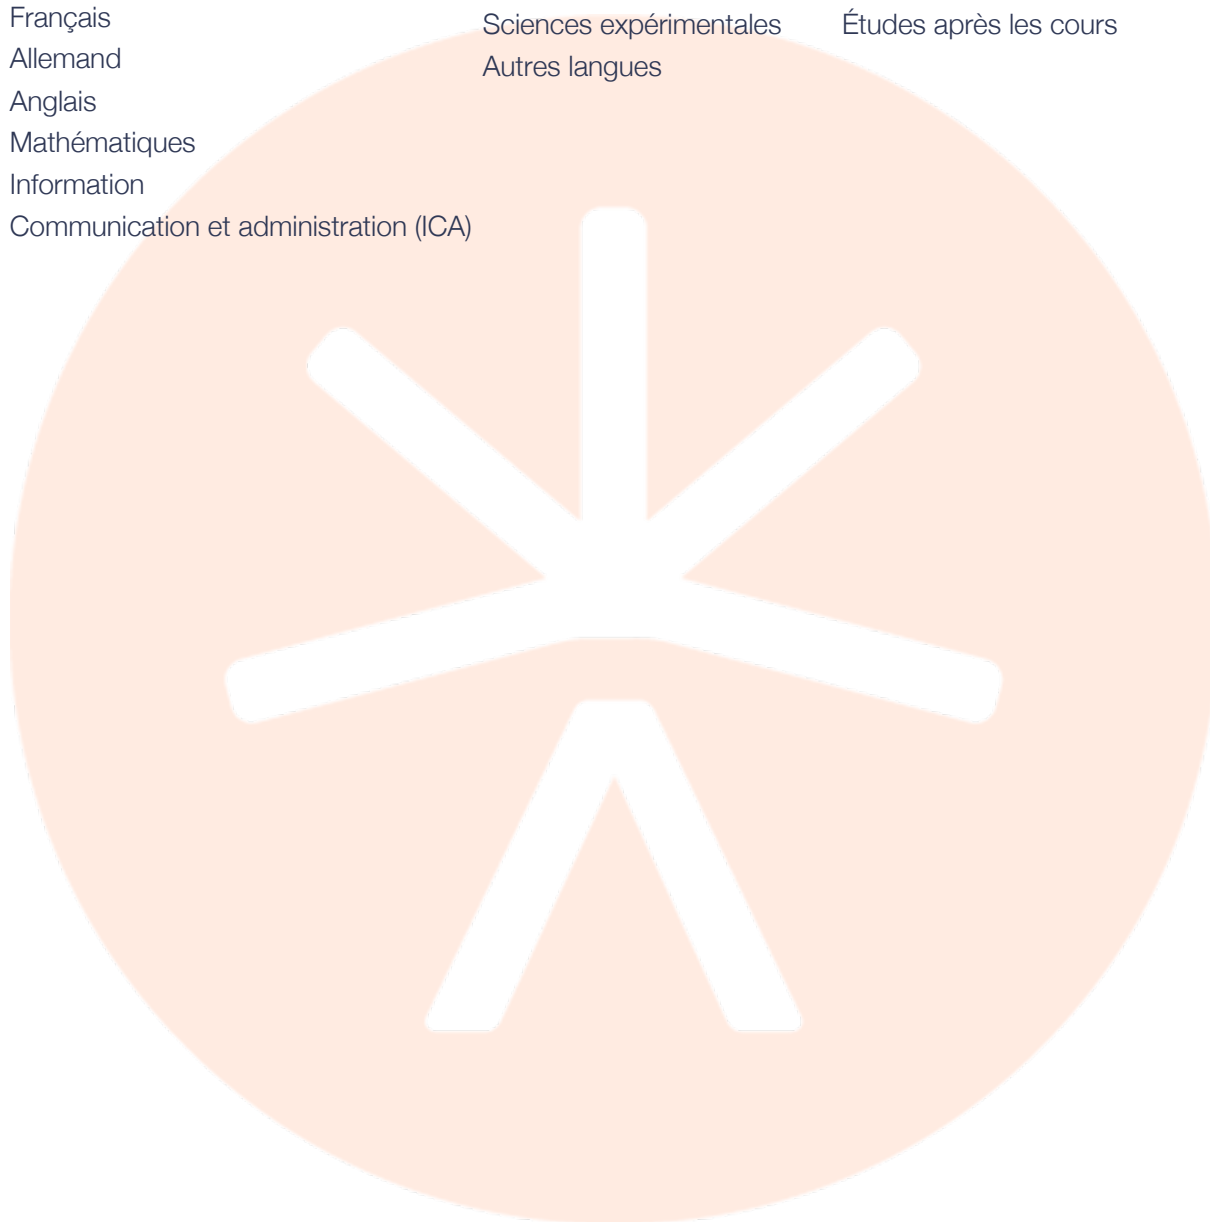 Français
Allemand
Anglais
Mathématiques
Information
Communication et administration (ICA)
Sciences expérimentales
Autres langues
Études après les cours